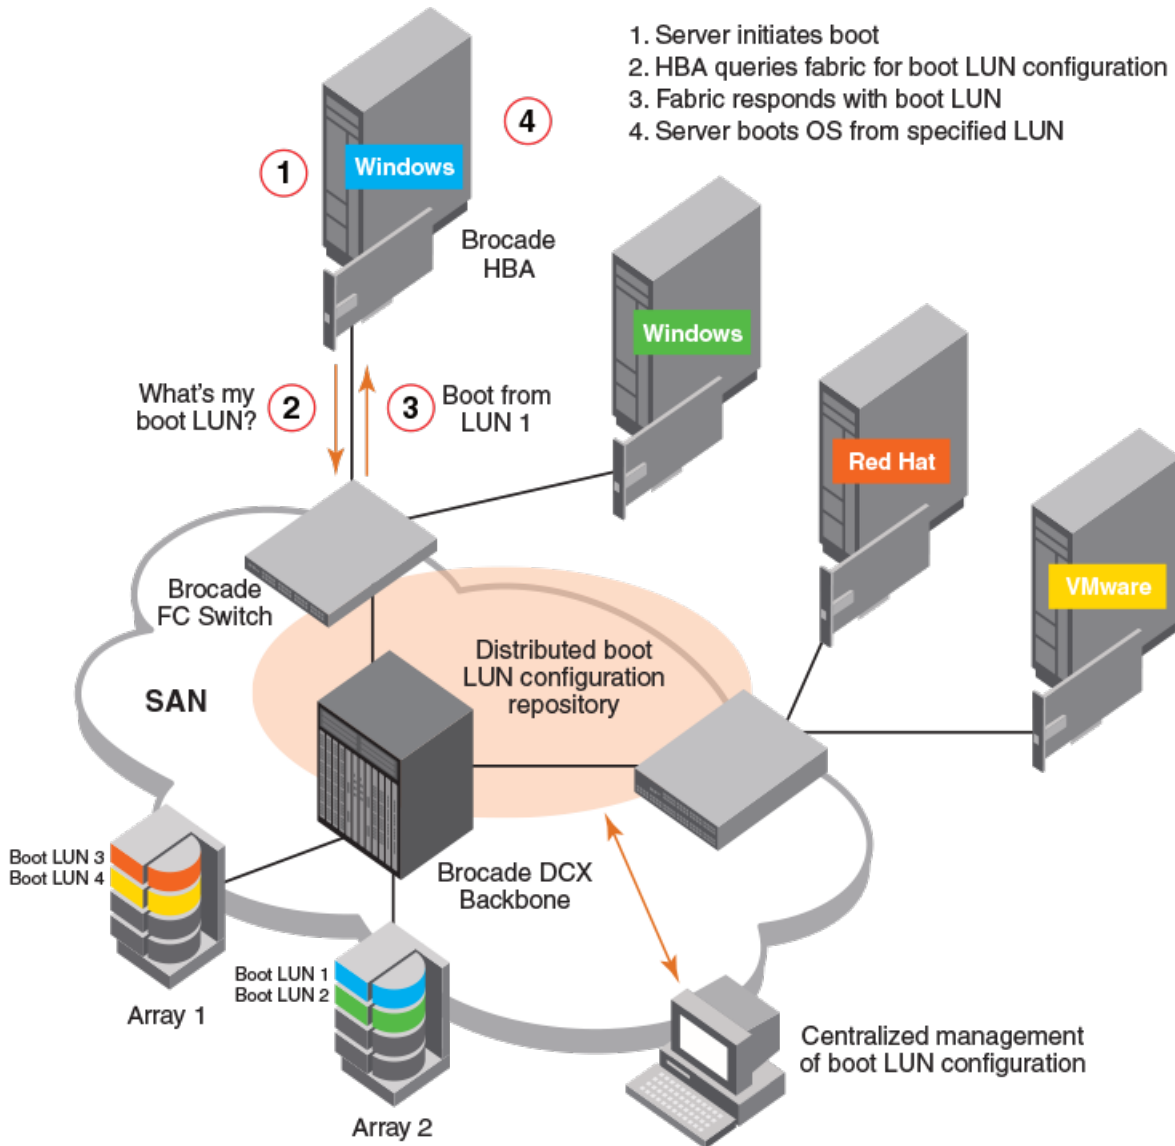 1. Server initiates boot
2. HBA queries fabric for boot LUN configuration
3. Fabric responds with boot LUN
4. Server boots OS from specified LUN
4
1
Windows
Brocade
HBA
Windows
What's my
boot LUN?
2
3
Boot from
LUN 1
Red Hat
VMware
Brocade
FC Switch
Distributed boot
LUN configuration
repository
SAN
Boot LUN 3
Boot LUN 4
Brocade DCX
Backbone
Boot LUN 1
Boot LUN 2
Array 1
Centralized management
of boot LUN configuration
Array 2